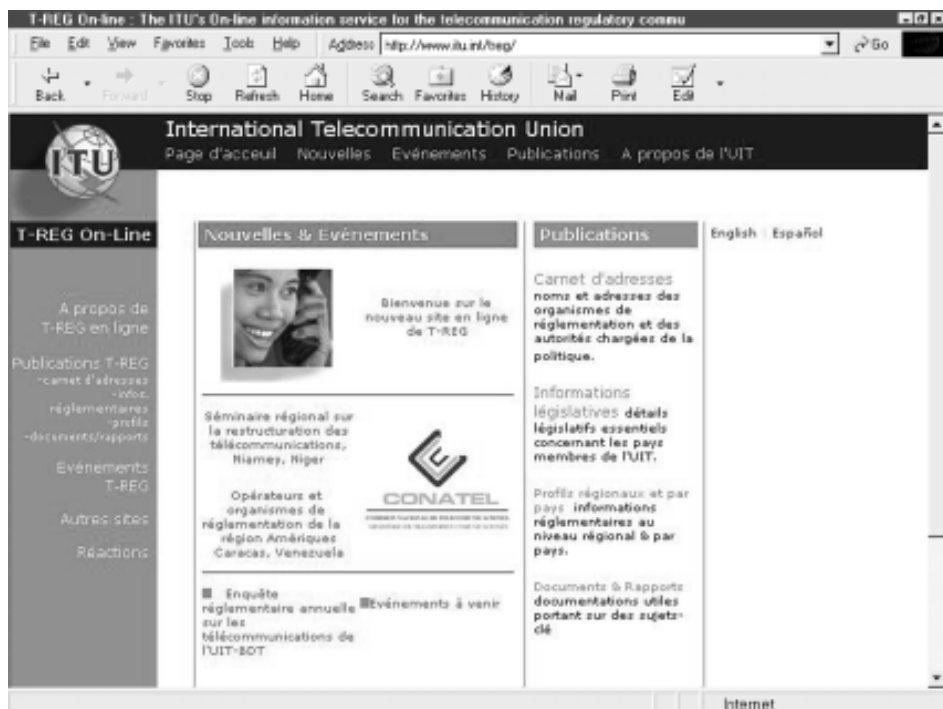 T-REG On-line : The ITU's On-line information service for the telecommunication regulatory commu
File Edit View Favorites Tools Help Address http://www.itu.int/treg/ Go
Back Forward Stop Refresh Home Search Favorites History Mail Print Edit
ITU
International Telecommunication Union
Page d'acceuil Nouvelles Evénements Publications A propos de l'UIT
T-REG On-Line
A propos de
T-REG en ligne
Publications T-REG
-carnet d'adresses
-infos.
réglementaires
-profils
-documents/rapports
Evénements
T-REG
Autres sites
Réactions
Nouvelles & Evénements
Bienvenue sur le
nouveau site en ligne
de T-REG
Séminaire régional sur
la restructuration des
télécommunications,
Niamey, Niger
Opérateurs et
organismes de
réglementation de la
région Amériques
Caracas, Venezuela
CONATEL
Enquête
réglementaire annuelle
sur les
télécommunications de
l'UIT-BDT
Evénements à venir
Publications
Carnet d'adresses
noms et adresses des
organismes de
réglementation et des
autorités chargées de la
politique.
Informations
législatives détails
législatifs essentiels
concernant les pays
membres de l'UIT.
Profils régionaux et par
pays informations
réglementaires au
niveau régional & par
pays.
Documents & Rapports
documentations utiles
portant sur des sujets-
clé
English Español
Internet